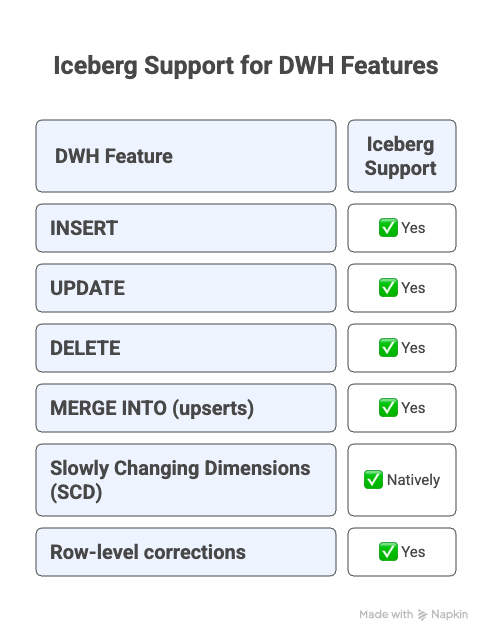 Iceberg Support for DWH Features
DWH Feature
Iceberg
Support
INSERT
✅ Yes
UPDATE
✅ Yes
DELETE
✅ Yes
MERGE INTO (upserts)
✅ Yes
Slowly Changing Dimensions
(SCD)
✅ Natively
Row-level corrections
✅ Yes
Made with Napkin